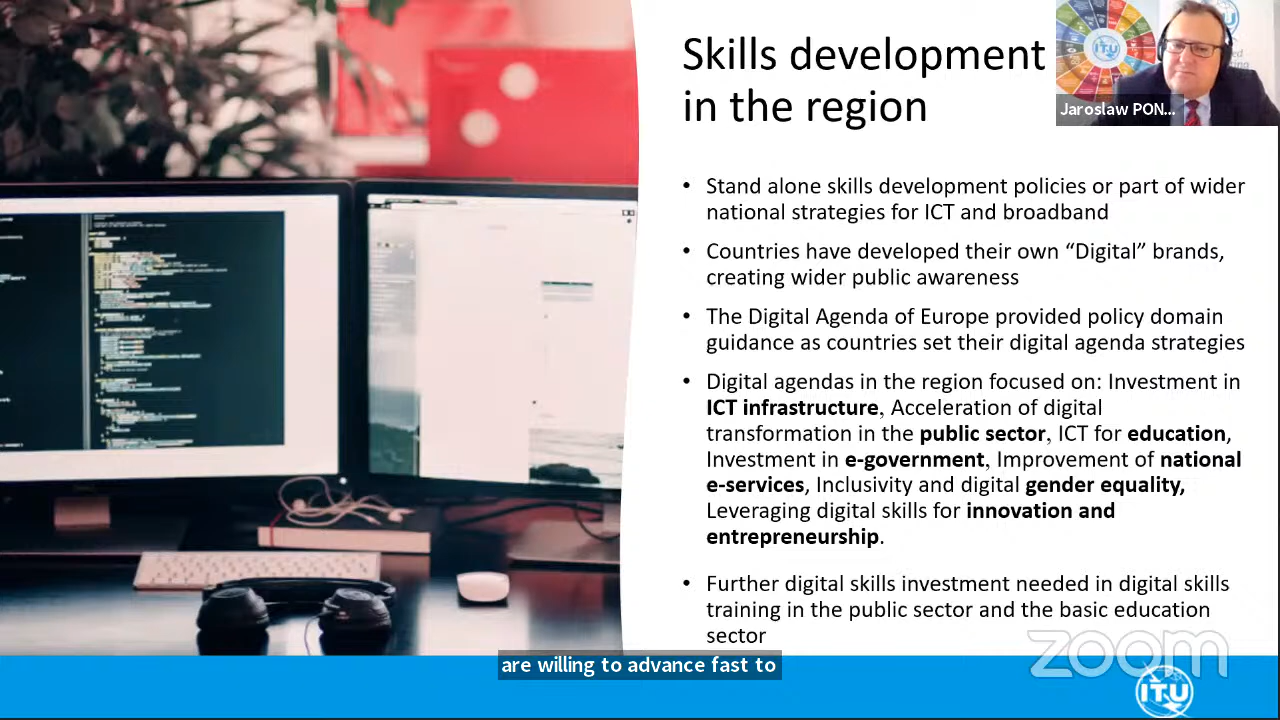 Skills development
in the region
ITU
Jaroslaw PON...
• Stand alone skills development policies or part of wider
national strategies for ICT and broadband
• Countries have developed their own “Digital” brands,
creating wider public awareness
• The Digital Agenda of Europe provided policy domain
guidance as countries set their digital agenda strategies
• Digital agendas in the region focused on: Investment in
ICT infrastructure, Acceleration of digital
transformation in the public sector, ICT for education,
Investment in e-government, Improvement of national
e-services, Inclusivity and digital gender equality,
Leveraging digital skills for innovation and
entrepreneurship.
• Further digital skills investment needed in digital skills
training in the public sector and the basic education
sector
zoom
are willing to advance fast to
ITU